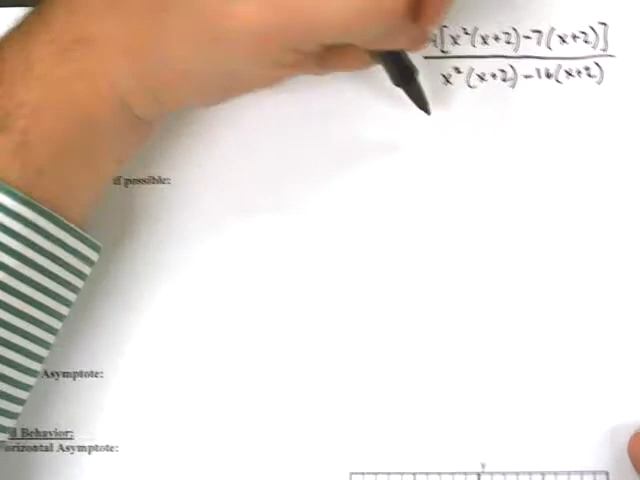 [x²(x+2)-7(x+2)]
x²(x+2)-16(x+2)
if possible:
Asymptote:
Behavior:
Horizontal Asymptote:
y